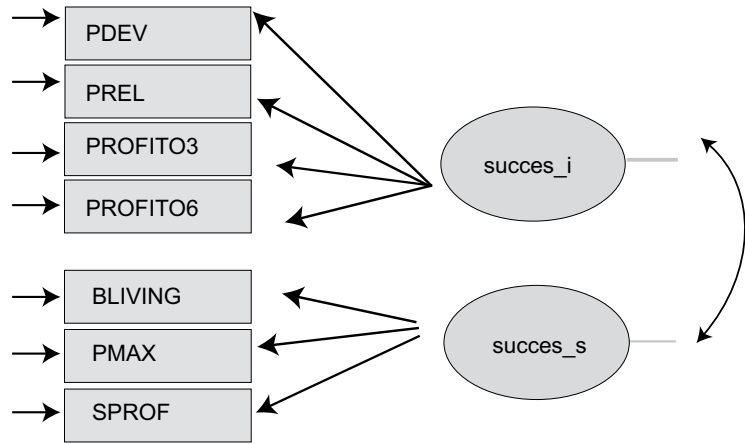 PDEV
PREL
PROFITO3
PROFITO6
succes_i
BLIVING
PMAX
SPROF
succes_s